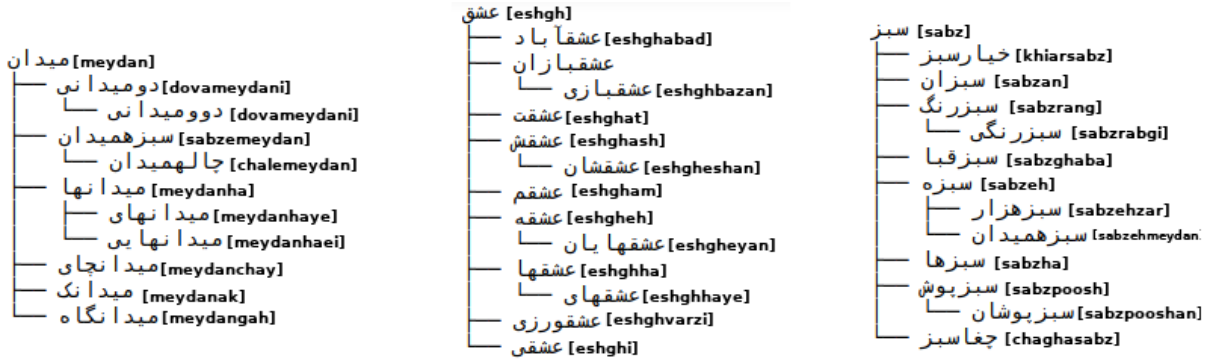 میدان [meydan]
دومیدانی [dovameydani]
دوومیدانی [dovameydani]
سبزهمیدان [sabzemeydan]
چالهمیدان [chalemeydan]
میدانها [meydanha]
میدانهای [meydanhaye]
میدانهایی [meydanhaei]
میدانچای [meydanchay]
میدانک [meydanak]
میدانگاه [meydangah]
عشق [eshgh]
عشقآباد [eshghabad]
عشقبازان
عشقبازی [eshghbazan]
عشقت [eshghat]
عشقش [eshghash]
عشقشان [eshgheshan]
عشقم [eshgham]
عشقه [eshgheh]
عشقهایان [eshgheyan]
عشقها [eshghha]
عشقهای [eshghhaye]
عشقورزی [eshghvarzi]
عشقی [eshghi]
سبز [sabz]
خیارسبز [khiarsabz]
سبزان [sabzan]
سبزرنگ [sabzrang]
سبزرنگی [sabzrabgi]
سبزقبا [sabzghaba]
سبزه [sabzeh]
سبزهزار [sabzehzar]
سبزهمیدان [sabzehmeydan]
سبزها [sabzha]
سبزپوش [sabzpoosh]
سبزپوشان [sabzpooshan]
چغاسبز [chaghasabz]